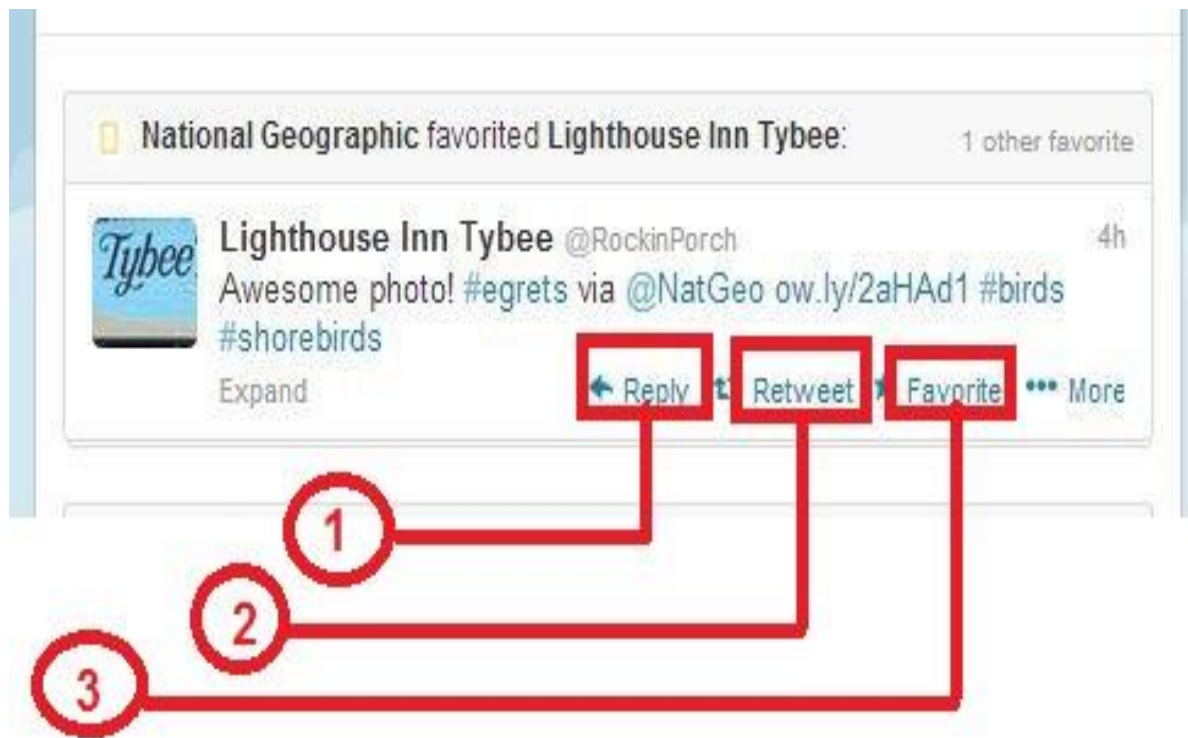 National Geographic favorited Lighthouse Inn Tybee: 1 other favorite
Tybee
Lighthouse Inn Tybee @RockinPorch 4h
Awesome photo! #egrets via @NatGeo ow.ly/2aHAd1 #birds
#shorebirds
Expand Reply Retweet Favorite More
1
2
3